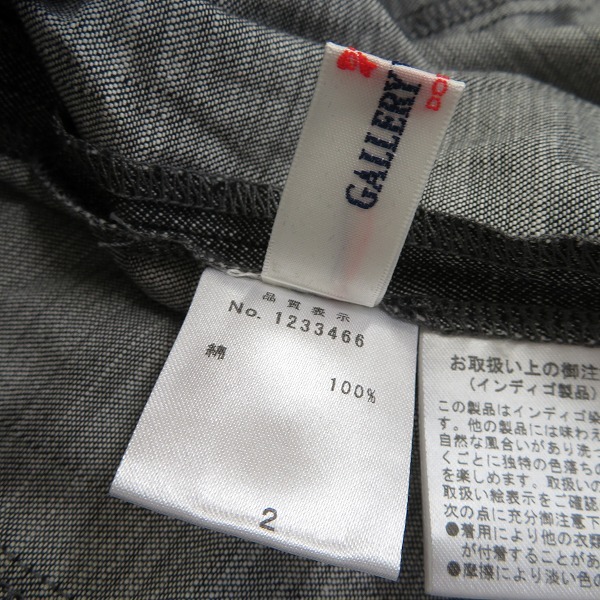 GALLERY
品質表示
No. 1233466
綿 100%
2
お取扱い上の御注
(インディゴ製品)
この製品はインディゴ染
す。他の製品には味わえ
自然な風合いがあり洗っ
くごとに独特の色落ちの
を楽しめます。取扱いの
取扱い絵表示をご確認
次の点に充分御注意下
●着用により他の衣類
が付着することがあ
●摩擦により淡い色の